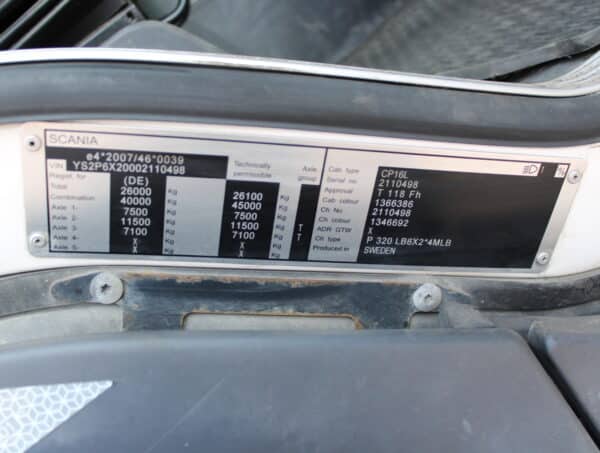 SCANIA
e4*2007/46*0039
VIN YS2P6X20002110498
Regist. for (DE) Technically permissible Axle group
Total 26000 Kg 26100 Kg
Combination 40000 Kg 45000 Kg
Axle 1- 7500 Kg 7500 Kg
Axle 2- 11500 Kg 11500 Kg T
Axle 3- 7100 Kg 7100 Kg T
Axle 4- X Kg X Kg
Axle 5- X Kg X Kg
Cab. type CP16L
Serial no. 2110498
Approval T 118 Fh
Cab. colour 1366386
Ch. No 2110498
Ch. colour 1346692
ADR GTW X
Ch. type P 320 LB6X2*4MLB
Produced in SWEDEN